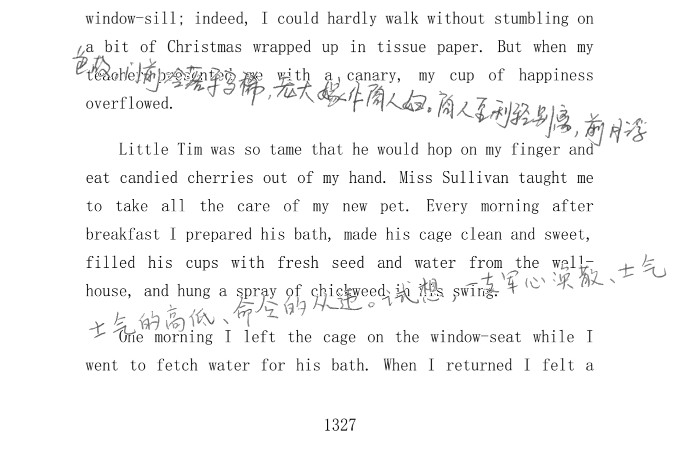 window-sill; indeed, I could hardly walk without stumbling on
a bit of Christmas wrapped up in tissue paper. But when my
teacher presented me with a canary, my cup of happiness
门前冷落车马稀,老大嫁作商人妇。商人重利轻别离,前月浮
overflowed.
Little Tim was so tame that he would hop on my finger and
eat candied cherries out of my hand. Miss Sullivan taught me
to take all the care of my new pet. Every morning after
breakfast I prepared his bath, made his cage clean and sweet,
filled his cups with fresh seed and water from the well-
house, and hung a spray of chickweed in his swing.
士气的高低、命令的从违。试想,一支军心涣散、士气
One morning I left the cage on the window-seat while I
went to fetch water for his bath. When I returned I felt a
1327